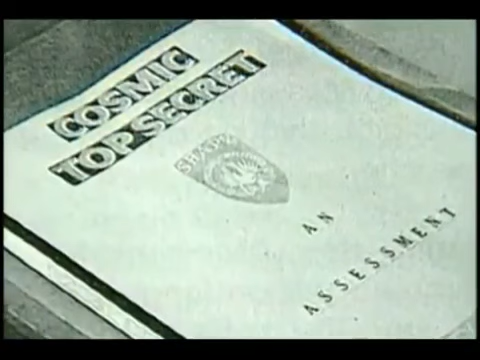 COSMIC
TOP SECRET
SHAPE
AN
ASSESSMENT